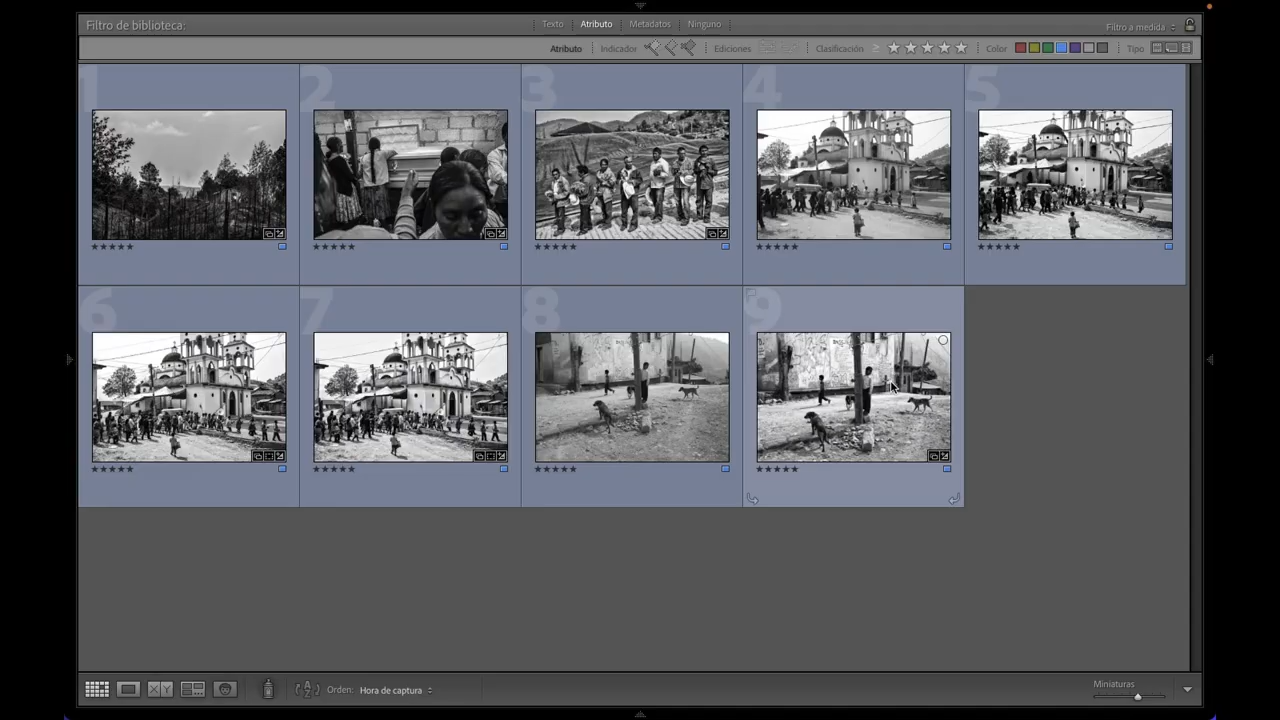 Filtro de biblioteca:
Texto Atributo Metadatos Ninguno
Filtro a medida
Atributo Indicador Ediciones Clasificación ≥ ★★★★★ Color Tipo
1 2 3 4 5
★★★★★ ★★★★★ ★★★★★ ★★★★★ ★★★★★
6 7 8 9
★★★★★ ★★★★★ ★★★★★ ★★★★★
XY
Orden: Hora de captura
Miniaturas